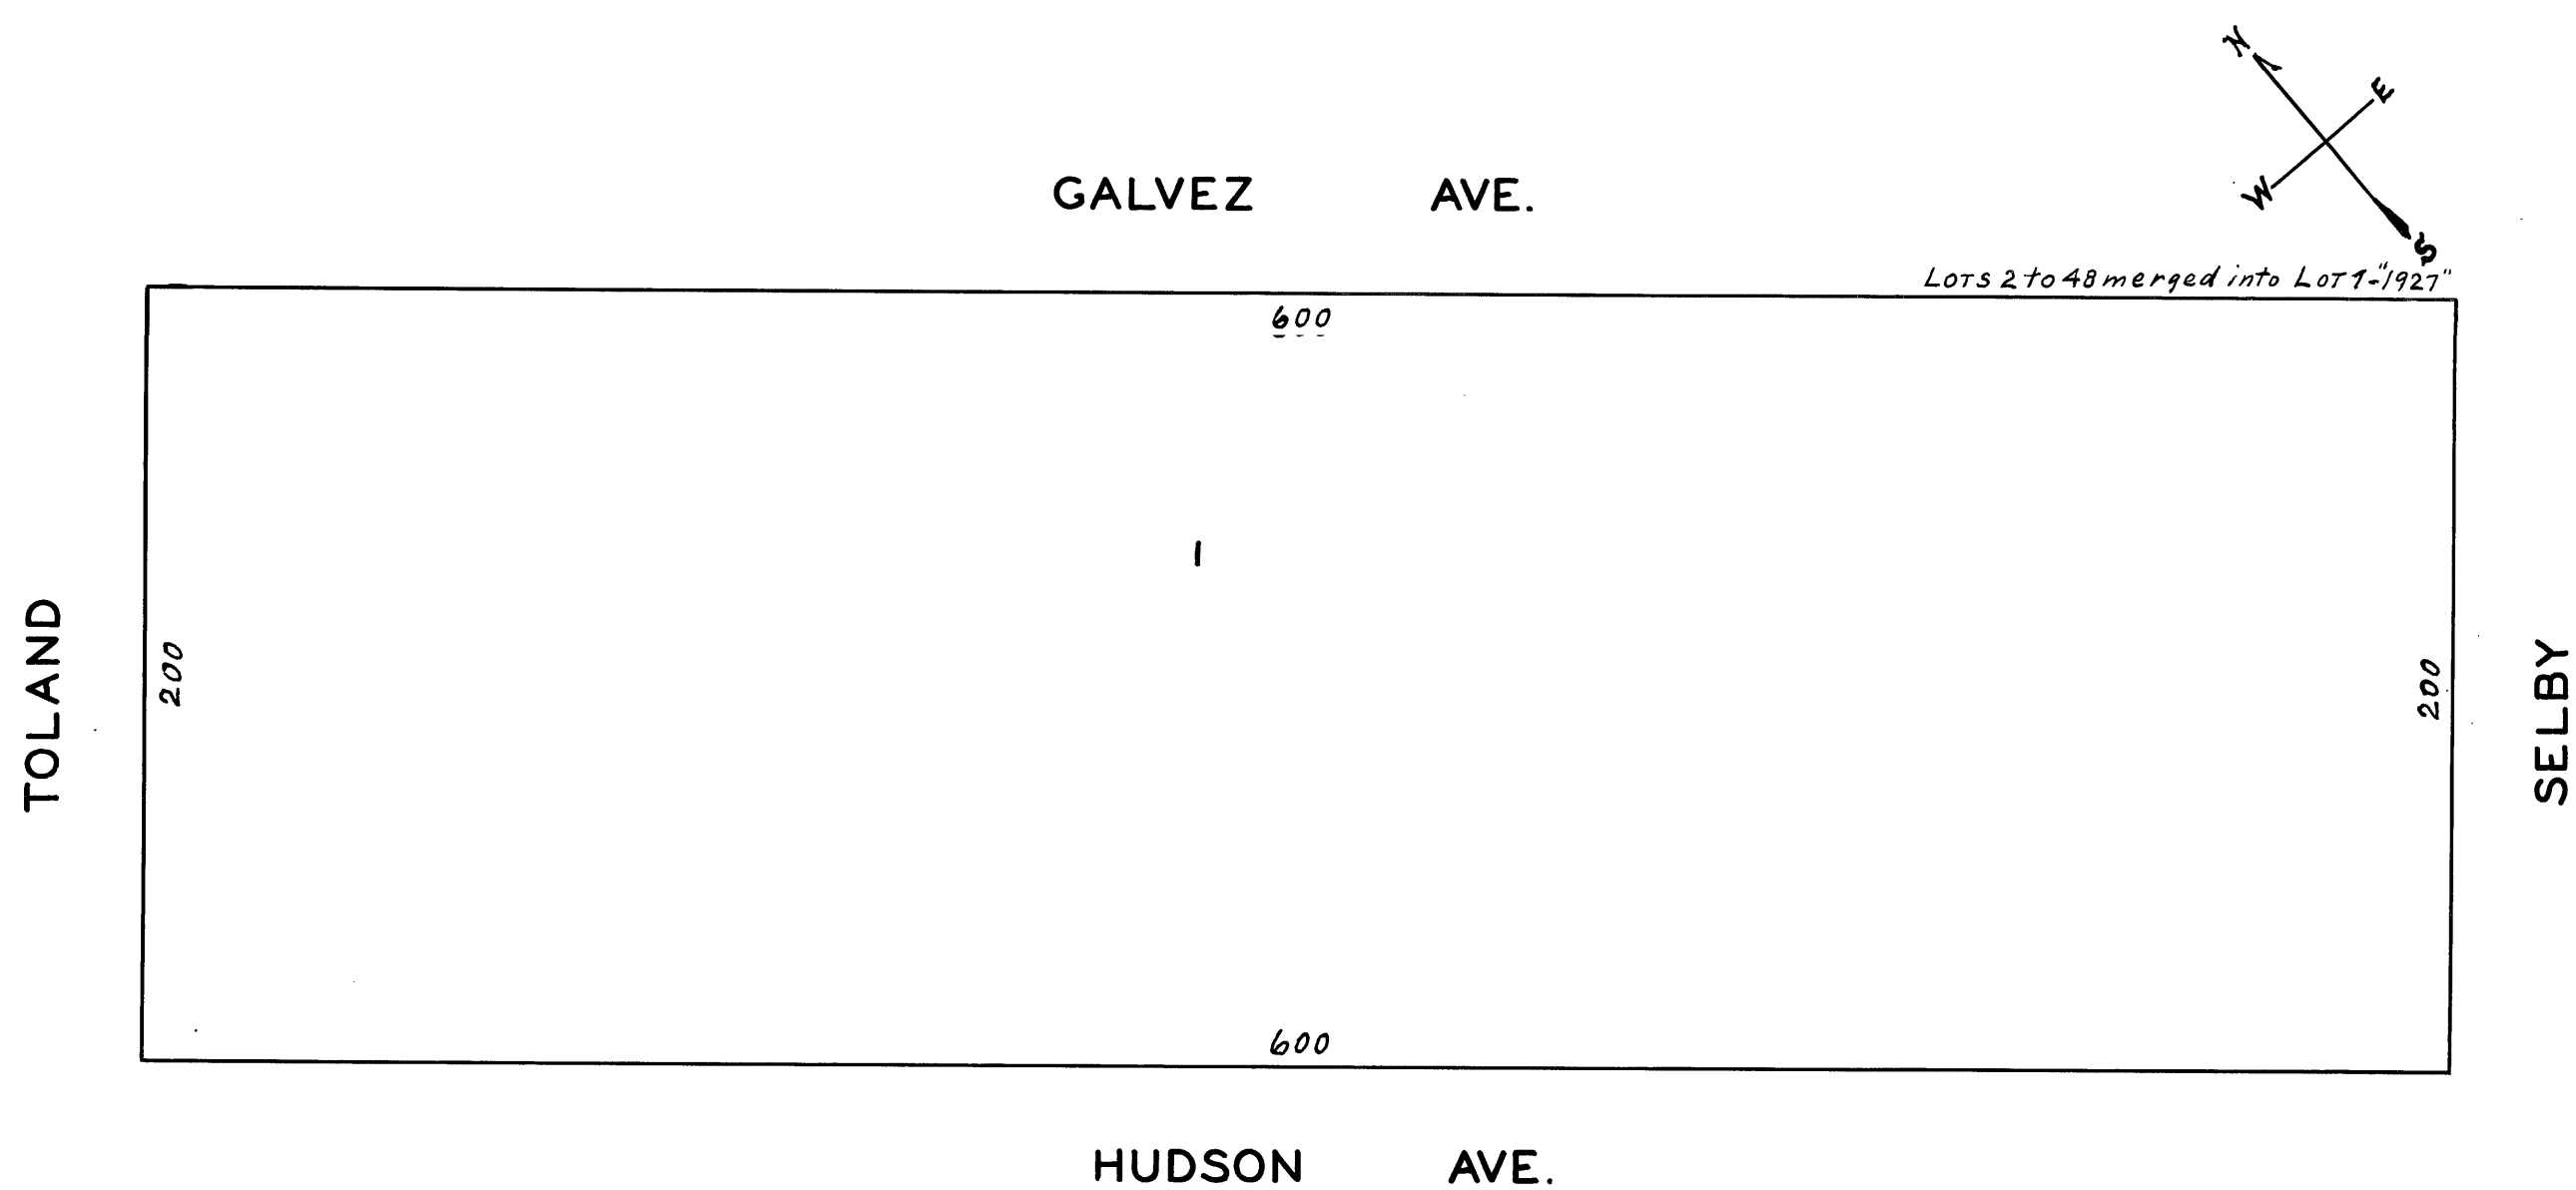 N
E
W
S
GALVEZ AVE.
LOTS 2 to 48 merged into LOT 1-"1927"
600
1
TOLAND
200
200
SELBY
600
HUDSON AVE.